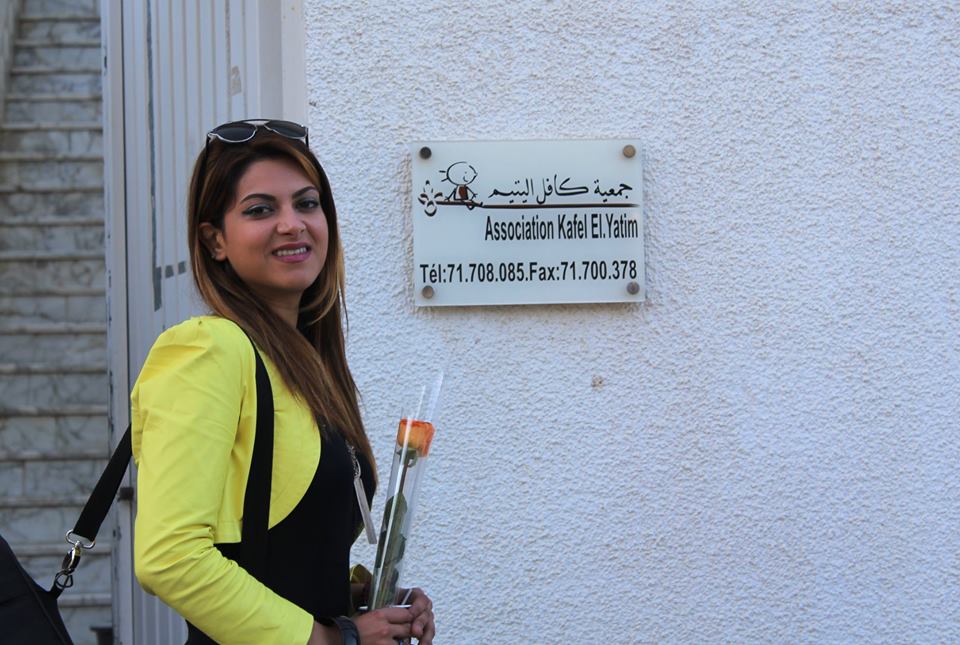 جمعية كافل اليتيم
Association Kafel El.Yatim
Tél:71.708.085.Fax:71.700.378